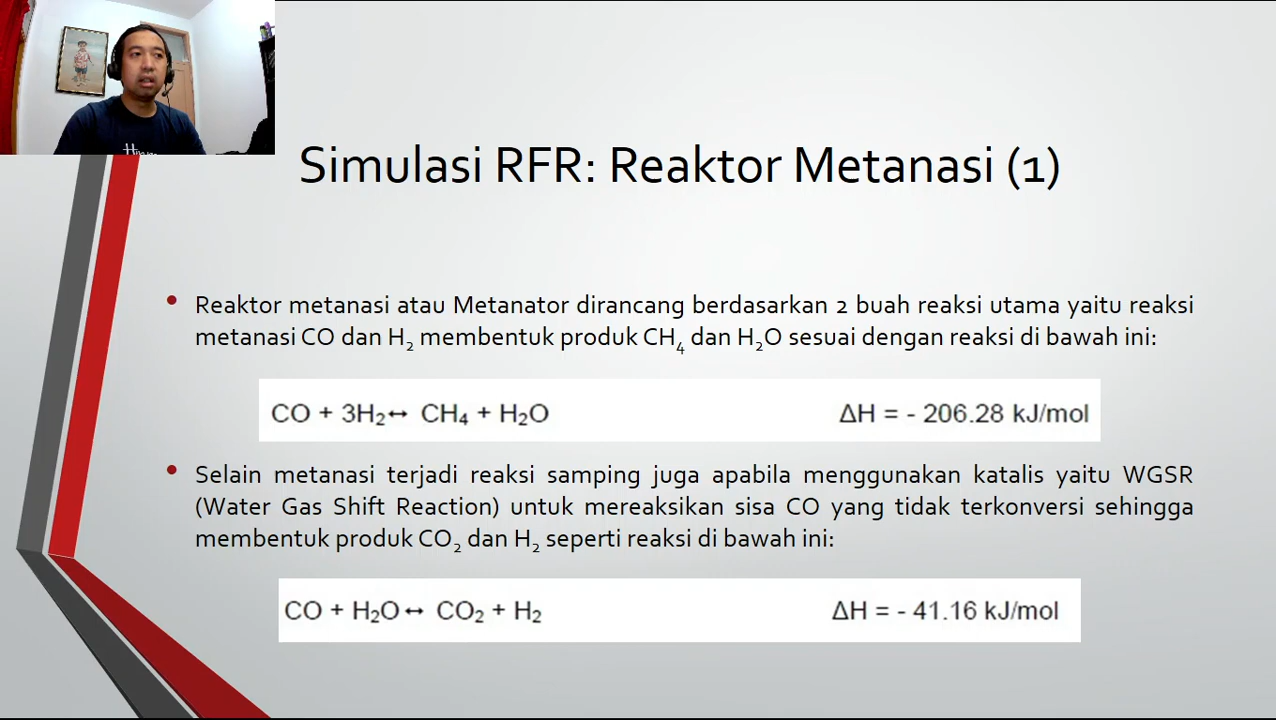 Simulasi RFR: Reaktor Metanasi (1)
• Reaktor metanasi atau Metanator dirancang berdasarkan 2 buah reaksi utama yaitu reaksi
metanasi CO dan H₂ membentuk produk CH₄ dan H₂O sesuai dengan reaksi di bawah ini:
CO + 3H₂ ↔ CH₄ + H₂O ΔH = - 206.28 kJ/mol
• Selain metanasi terjadi reaksi samping juga apabila menggunakan katalis yaitu WGSR
(Water Gas Shift Reaction) untuk mereaksikan sisa CO yang tidak terkonversi sehingga
membentuk produk CO₂ dan H₂ seperti reaksi di bawah ini:
CO + H₂O ↔ CO₂ + H₂ ΔH = - 41.16 kJ/mol